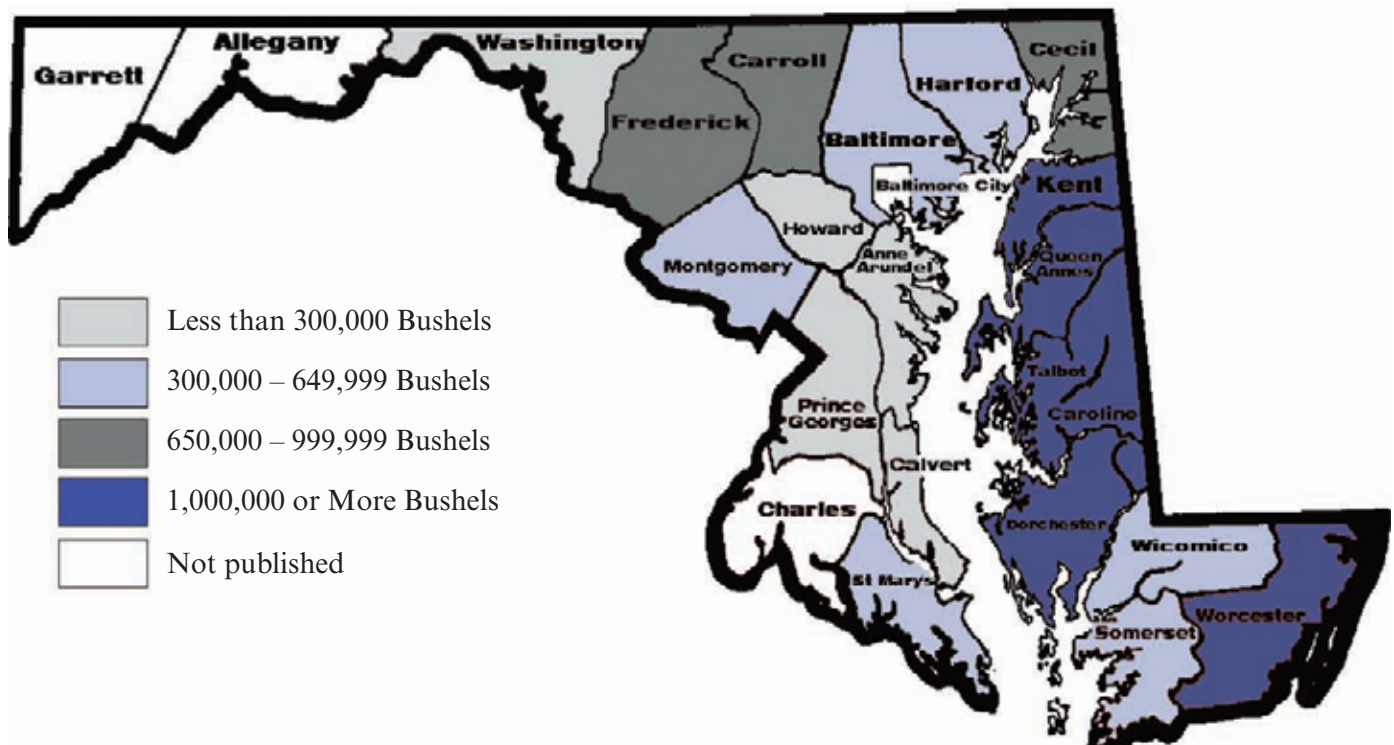 Garrett
Allegany
Washington
Frederick
Carroll
Baltimore
Harford
Cecil
Baltimore City
Kent
Howard
Anne
Arundel
Montgomery
Queen
Annes
Talbot
Caroline
Prince
Georges
Calvert
Charles
St Marys
Dorchester
Wicomico
Somerset
Worcester
Less than 300,000 Bushels
300,000 – 649,999 Bushels
650,000 – 999,999 Bushels
1,000,000 or More Bushels
Not published